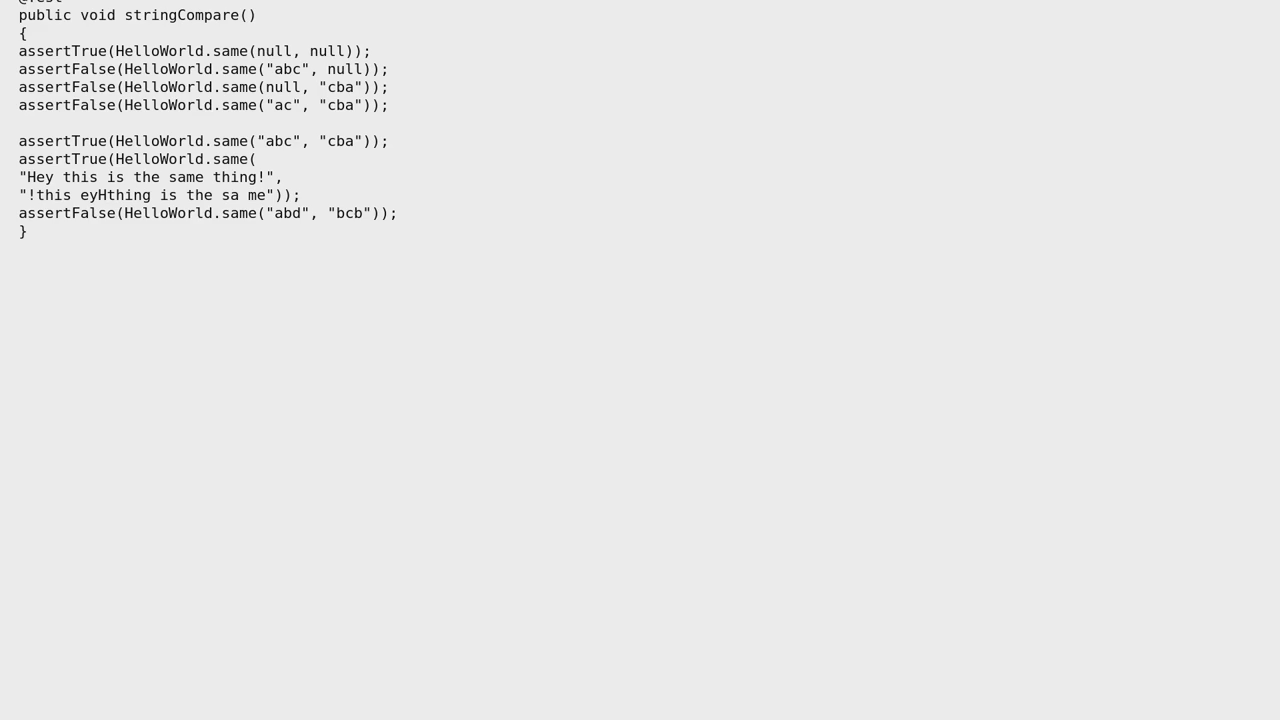 @Test
public void stringCompare()
{
assertTrue(HelloWorld.same(null, null));
assertFalse(HelloWorld.same("abc", null));
assertFalse(HelloWorld.same(null, "cba"));
assertFalse(HelloWorld.same("ac", "cba"));

assertTrue(HelloWorld.same("abc", "cba"));
assertTrue(HelloWorld.same(
"Hey this is the same thing!",
"!this eyHthing is the sa me"));
assertFalse(HelloWorld.same("abd", "bcb"));
}